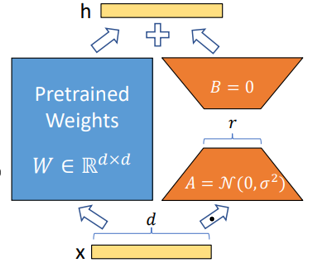 h
Pretrained
Weights
W ∈ ℝ^{d×d}
B = 0
r
A = 𝒩(0, σ²)
d
x